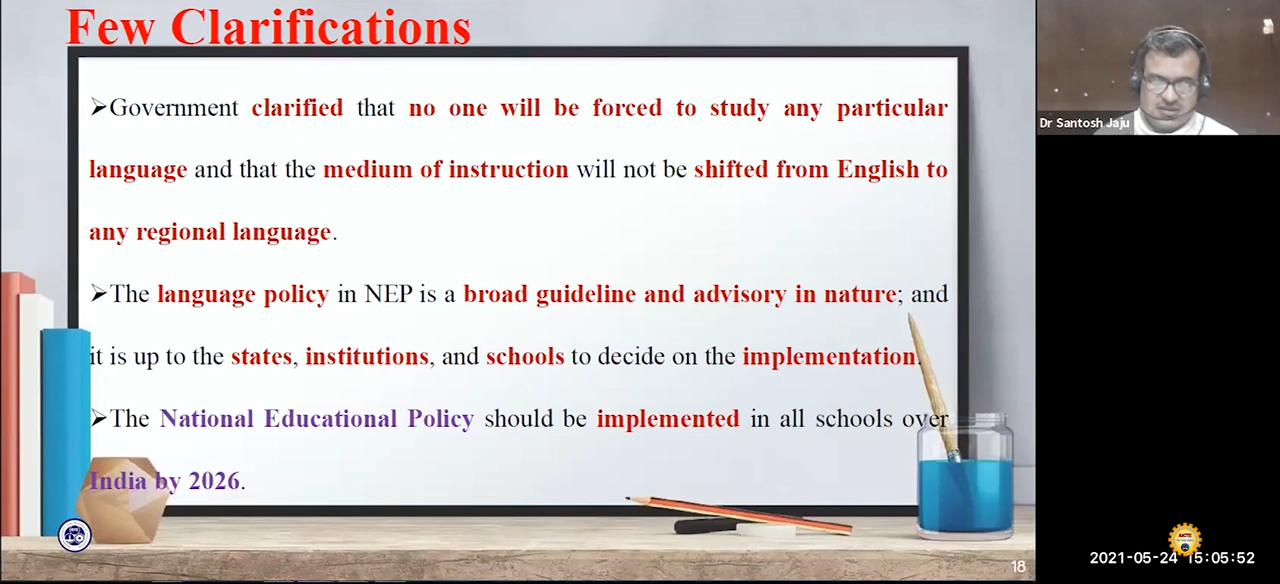 Few Clarifications
➢Government clarified that no one will be forced to study any particular
language and that the medium of instruction will not be shifted from English to
any regional language.
➢The language policy in NEP is a broad guideline and advisory in nature; and
it is up to the states, institutions, and schools to decide on the implementation.
➢The National Educational Policy should be implemented in all schools over
India by 2026.
18
Dr Santosh Jaju
AICTE
2021-05-24 15:05:52